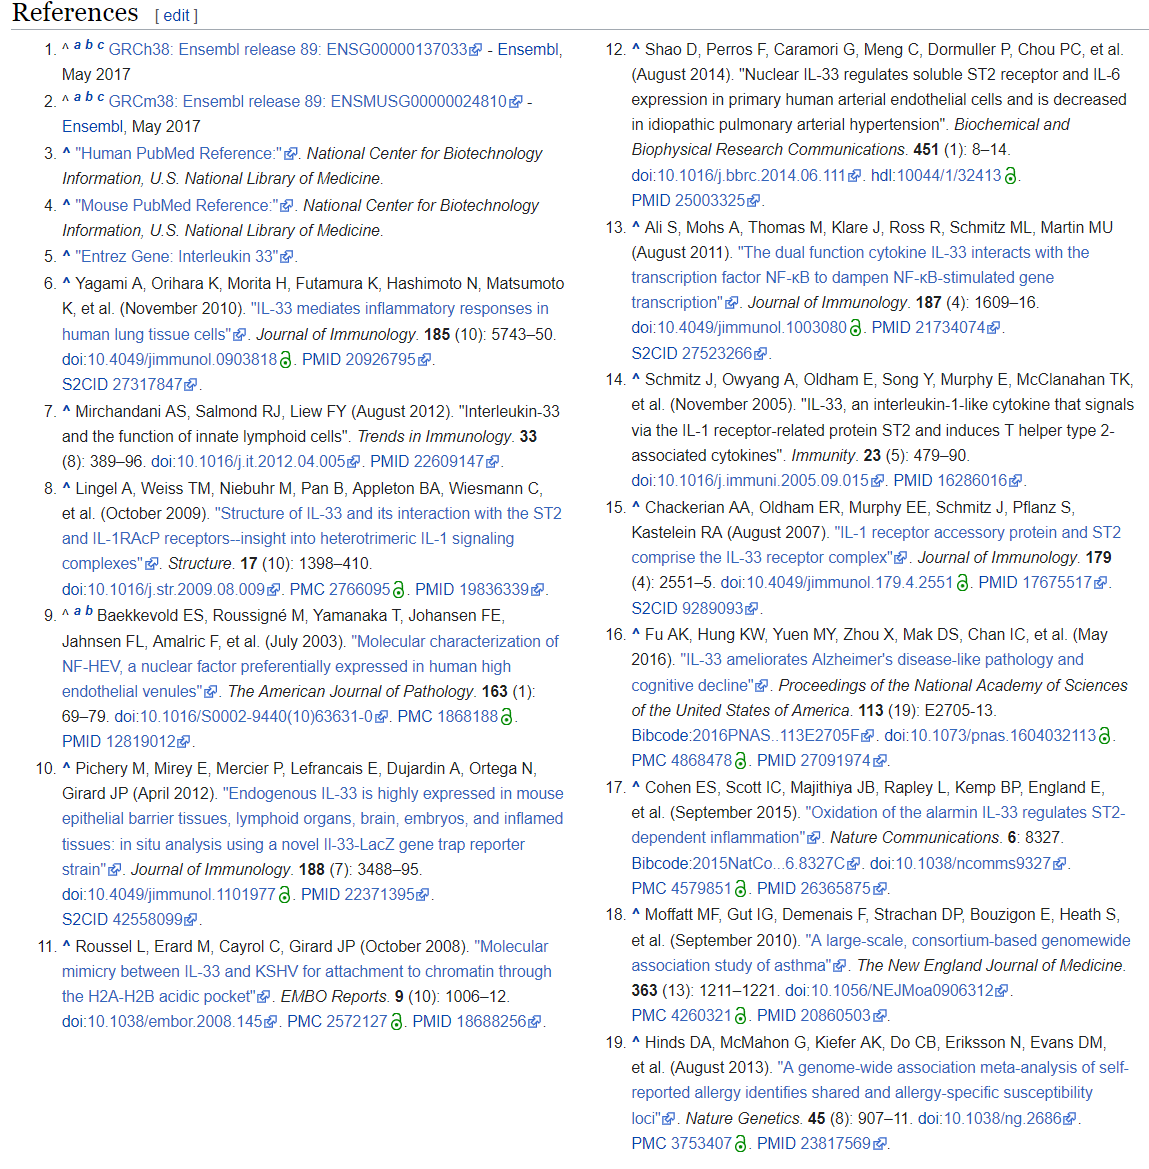 References [ edit ]
1. ^ a b c GRCh38: Ensembl release 89: ENSG00000137033 - Ensembl,
May 2017
2. ^ a b c GRCm38: Ensembl release 89: ENSMUSG00000024810 -
Ensembl, May 2017
3. ^ "Human PubMed Reference:". National Center for Biotechnology
Information, U.S. National Library of Medicine.
4. ^ "Mouse PubMed Reference:". National Center for Biotechnology
Information, U.S. National Library of Medicine.
5. ^ "Entrez Gene: Interleukin 33".
6. ^ Yagami A, Orihara K, Morita H, Futamura K, Hashimoto N, Matsumoto
K, et al. (November 2010). "IL-33 mediates inflammatory responses in
human lung tissue cells". Journal of Immunology. 185 (10): 5743–50.
doi:10.4049/jimmunol.0903818. PMID 20926795.
S2CID 27317847.
7. ^ Mirchandani AS, Salmond RJ, Liew FY (August 2012). "Interleukin-33
and the function of innate lymphoid cells". Trends in Immunology. 33
(8): 389–96. doi:10.1016/j.it.2012.04.005. PMID 22609147.
8. ^ Lingel A, Weiss TM, Niebuhr M, Pan B, Appleton BA, Wiesmann C,
et al. (October 2009). "Structure of IL-33 and its interaction with the ST2
and IL-1RAcP receptors--insight into heterotrimeric IL-1 signaling
complexes". Structure. 17 (10): 1398–410.
doi:10.1016/j.str.2009.08.009. PMC 2766095. PMID 19836339.
9. ^ a b Baekkevold ES, Roussigné M, Yamanaka T, Johansen FE,
Jahnsen FL, Amalric F, et al. (July 2003). "Molecular characterization of
NF-HEV, a nuclear factor preferentially expressed in human high
endothelial venules". The American Journal of Pathology. 163 (1):
69–79. doi:10.1016/S0002-9440(10)63631-0. PMC 1868188.
PMID 12819012.
10. ^ Pichery M, Mirey E, Mercier P, Lefrancais E, Dujardin A, Ortega N,
Girard JP (April 2012). "Endogenous IL-33 is highly expressed in mouse
epithelial barrier tissues, lymphoid organs, brain, embryos, and inflamed
tissues: in situ analysis using a novel Il-33-LacZ gene trap reporter
strain". Journal of Immunology. 188 (7): 3488–95.
doi:10.4049/jimmunol.1101977. PMID 22371395.
S2CID 42558099.
11. ^ Roussel L, Erard M, Cayrol C, Girard JP (October 2008). "Molecular
mimicry between IL-33 and KSHV for attachment to chromatin through
the H2A-H2B acidic pocket". EMBO Reports. 9 (10): 1006–12.
doi:10.1038/embor.2008.145. PMC 2572127. PMID 18688256.
12. ^ Shao D, Perros F, Caramori G, Meng C, Dormuller P, Chou PC, et al.
(August 2014). "Nuclear IL-33 regulates soluble ST2 receptor and IL-6
expression in primary human arterial endothelial cells and is decreased
in idiopathic pulmonary arterial hypertension". Biochemical and
Biophysical Research Communications. 451 (1): 8–14.
doi:10.1016/j.bbrc.2014.06.111. hdl:10044/1/32413.
PMID 25003325.
13. ^ Ali S, Mohs A, Thomas M, Klare J, Ross R, Schmitz ML, Martin MU
(August 2011). "The dual function cytokine IL-33 interacts with the
transcription factor NF-κB to dampen NF-κB-stimulated gene
transcription". Journal of Immunology. 187 (4): 1609–16.
doi:10.4049/jimmunol.1003080. PMID 21734074.
S2CID 27523266.
14. ^ Schmitz J, Owyang A, Oldham E, Song Y, Murphy E, McClanahan TK,
et al. (November 2005). "IL-33, an interleukin-1-like cytokine that signals
via the IL-1 receptor-related protein ST2 and induces T helper type 2-
associated cytokines". Immunity. 23 (5): 479–90.
doi:10.1016/j.immuni.2005.09.015. PMID 16286016.
15. ^ Chackerian AA, Oldham ER, Murphy EE, Schmitz J, Pflanz S,
Kastelein RA (August 2007). "IL-1 receptor accessory protein and ST2
comprise the IL-33 receptor complex". Journal of Immunology. 179
(4): 2551–5. doi:10.4049/jimmunol.179.4.2551. PMID 17675517.
S2CID 9289093.
16. ^ Fu AK, Hung KW, Yuen MY, Zhou X, Mak DS, Chan IC, et al. (May
2016). "IL-33 ameliorates Alzheimer's disease-like pathology and
cognitive decline". Proceedings of the National Academy of Sciences
of the United States of America. 113 (19): E2705-13.
Bibcode:2016PNAS..113E2705F. doi:10.1073/pnas.1604032113.
PMC 4868478. PMID 27091974.
17. ^ Cohen ES, Scott IC, Majithiya JB, Rapley L, Kemp BP, England E,
et al. (September 2015). "Oxidation of the alarmin IL-33 regulates ST2-
dependent inflammation". Nature Communications. 6: 8327.
Bibcode:2015NatCo...6.8327C. doi:10.1038/ncomms9327.
PMC 4579851. PMID 26365875.
18. ^ Moffatt MF, Gut IG, Demenais F, Strachan DP, Bouzigon E, Heath S,
et al. (September 2010). "A large-scale, consortium-based genomewide
association study of asthma". The New England Journal of Medicine.
363 (13): 1211–1221. doi:10.1056/NEJMoa0906312.
PMC 4260321. PMID 20860503.
19. ^ Hinds DA, McMahon G, Kiefer AK, Do CB, Eriksson N, Evans DM,
et al. (August 2013). "A genome-wide association meta-analysis of self-
reported allergy identifies shared and allergy-specific susceptibility
loci". Nature Genetics. 45 (8): 907–11. doi:10.1038/ng.2686.
PMC 3753407. PMID 23817569.